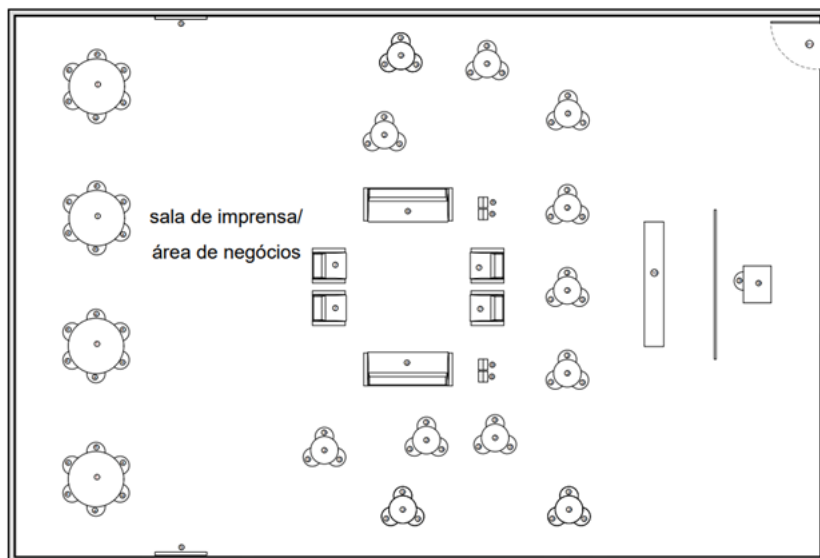 sala de imprensa/
área de negócios